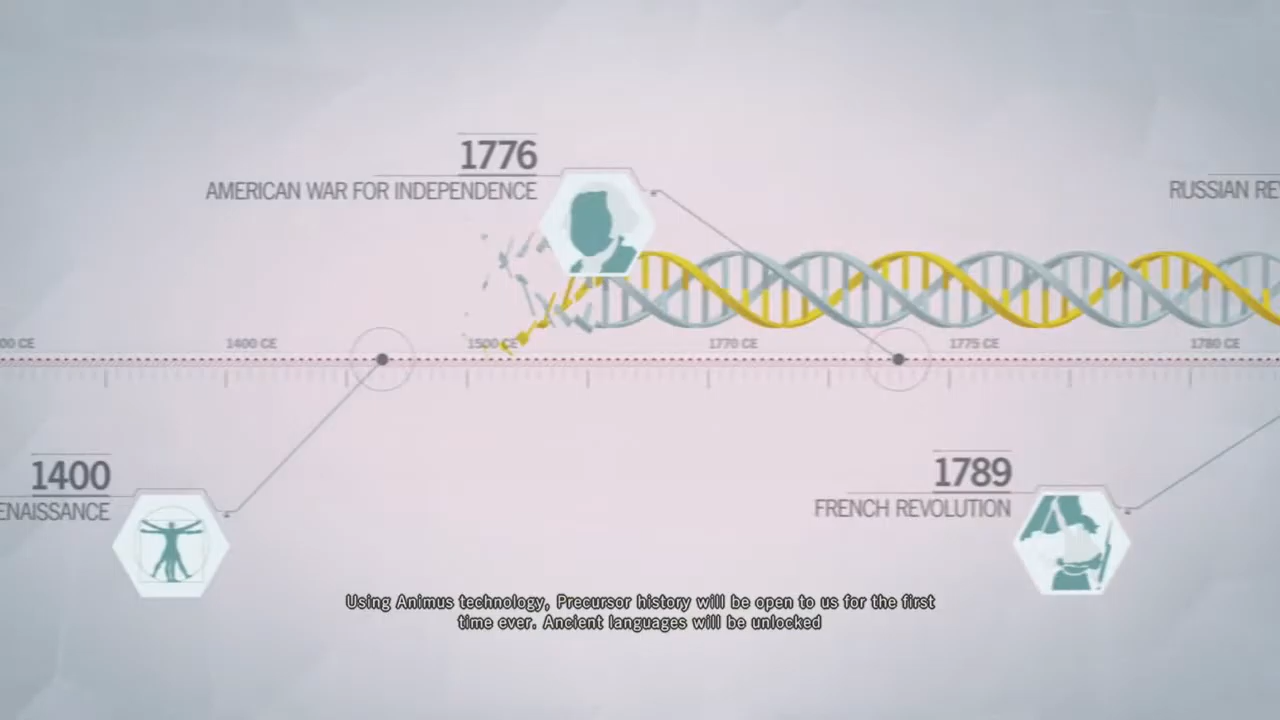 1776
AMERICAN WAR FOR INDEPENDENCE
RUSSIAN RE
00 CE
1400 CE
1500 CE
1770 CE
1775 CE
1780 CE
1400
ENAISSANCE
1789
FRENCH REVOLUTION
Using Animus technology, Precursor history will be open to us for the first
time ever. Ancient languages will be unlocked